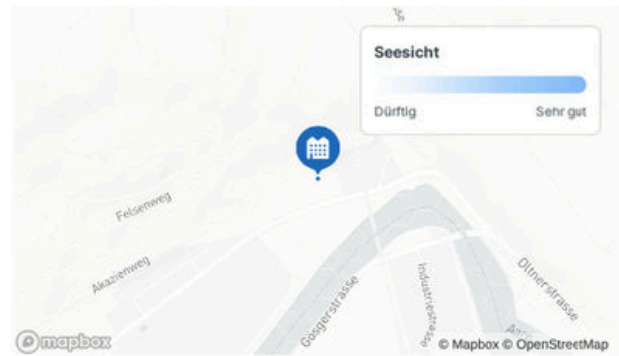 Seesicht
Dürftig Sehr gut
Felsenweg
Akazienweg
Gösgerstrasse
Industriestrasse
Oltnerstrasse
mapbox
© Mapbox © OpenStreetMap